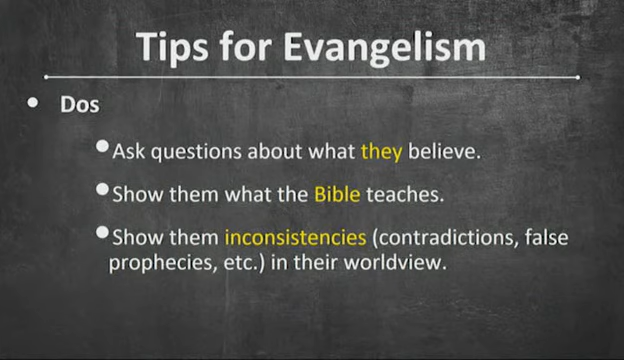 Tips for Evangelism
• Dos
• Ask questions about what they believe.
• Show them what the Bible teaches.
• Show them inconsistencies (contradictions, false
prophecies, etc.) in their worldview.